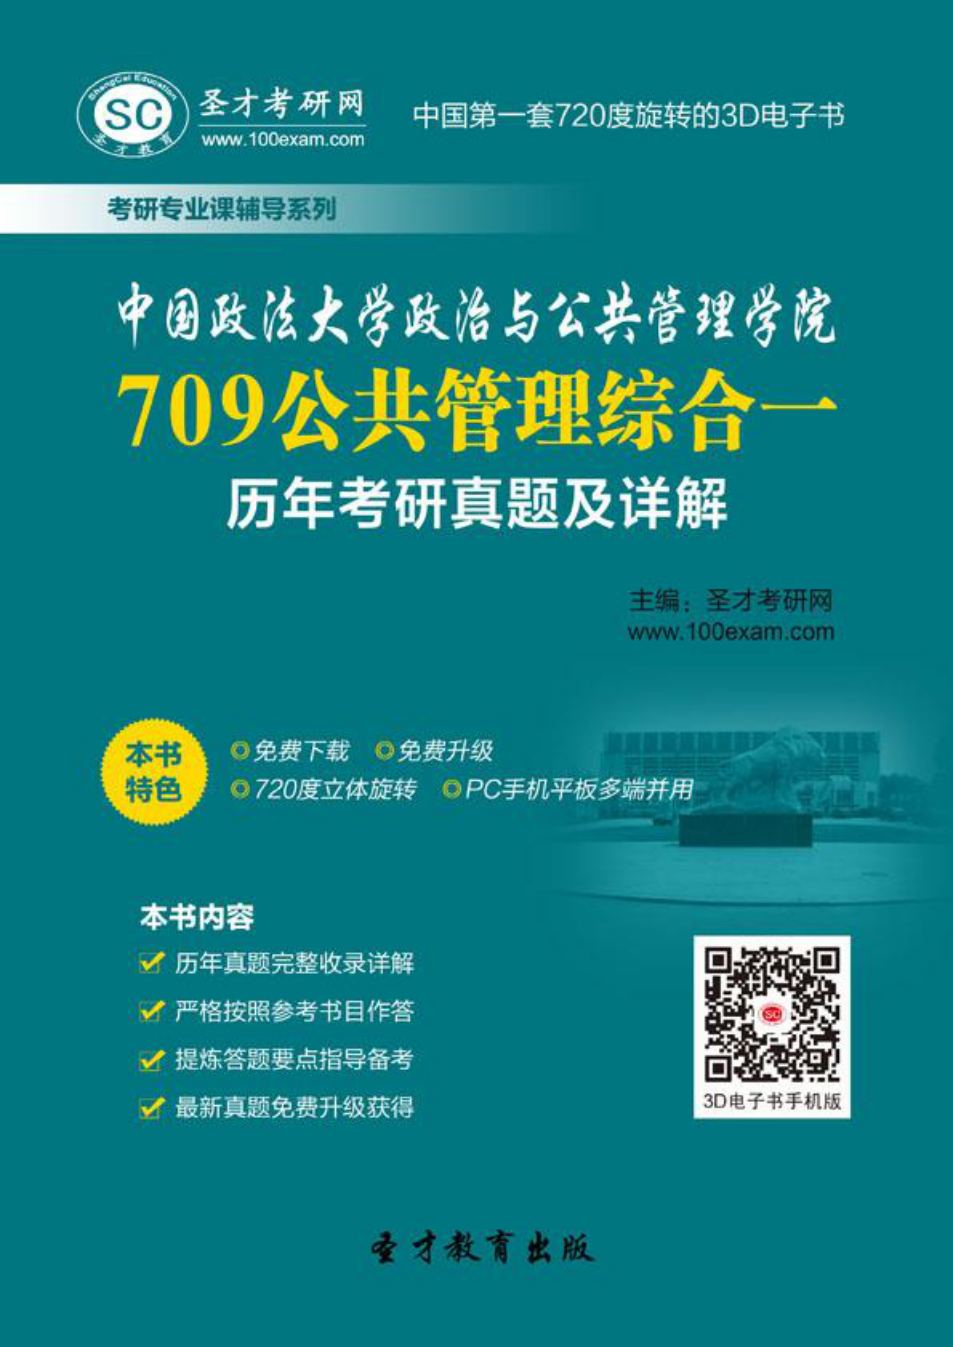 ShengCai Education
SC
圣才教育
圣才考研网
www.100exam.com
中国第一套720度旋转的3D电子书
考研专业课辅导系列
中国政法大学政治与公共管理学院
709公共管理综合一
历年考研真题及详解
主编：圣才考研网
www.100exam.com
本书
特色
◎免费下载 ◎免费升级
◎720度立体旋转 ◎PC手机平板多端并用
本书内容
历年真题完整收录详解
严格按照参考书目作答
提炼答题要点指导备考
最新真题免费升级获得
SC
3D电子书手机版
圣才教育出版